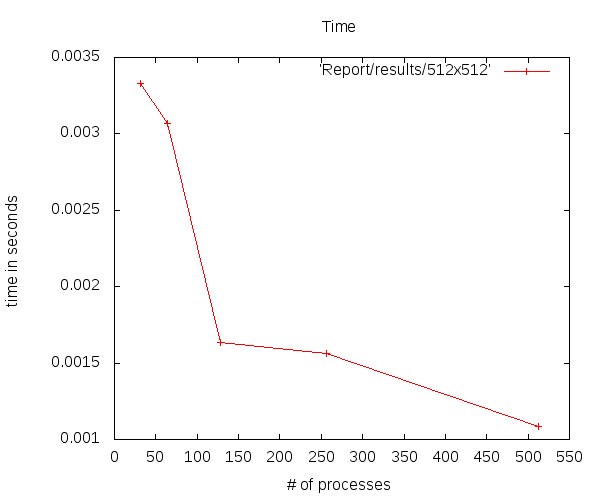 Time
'Report/results/512x512'
0.0035
0.003
0.0025
0.002
0.0015
0.001
time in seconds
0 50 100 150 200 250 300 350 400 450 500 550
# of processes